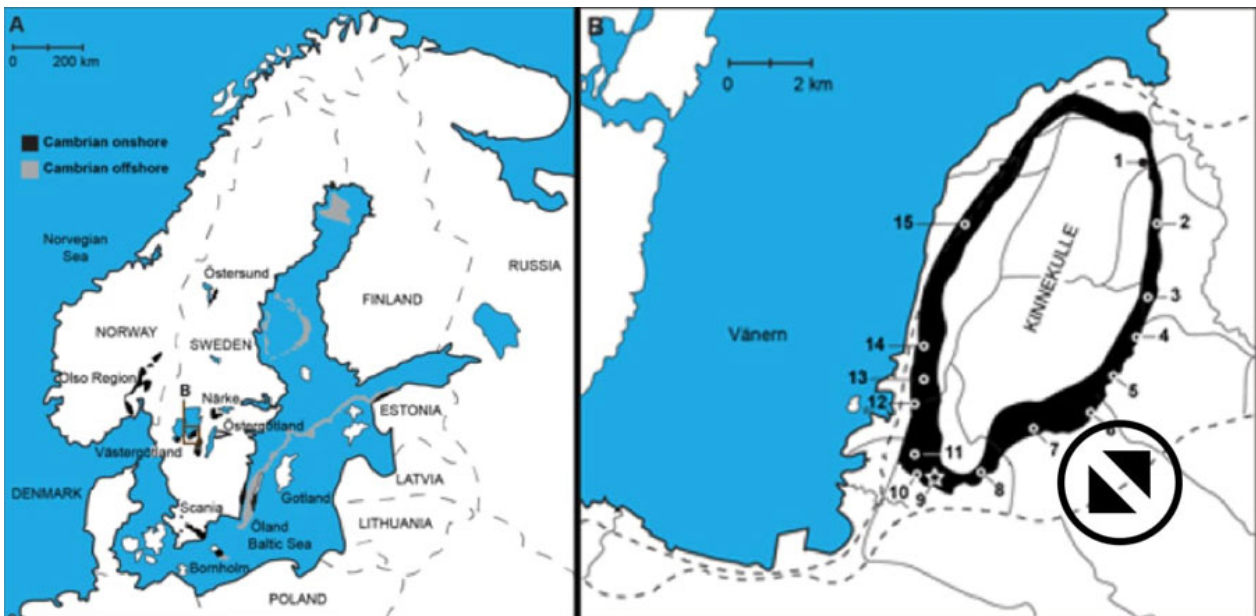 A
0 200 km
Cambrian onshore
Cambrian offshore
Norwegian
Sea
Östersund
RUSSIA
FINLAND
NORWAY
SWEDEN
Olso Region
B
Närke
ESTONIA
Östergötland
Västergötland
LATVIA
DENMARK
Gotland
Scania
LITHUANIA
Öland
Baltic Sea
Bornholm
POLAND
B
0 2 km
1
2
15
KINNEKULLE
3
Vänern
4
14
13
5
12
6
7
11
10
9
8